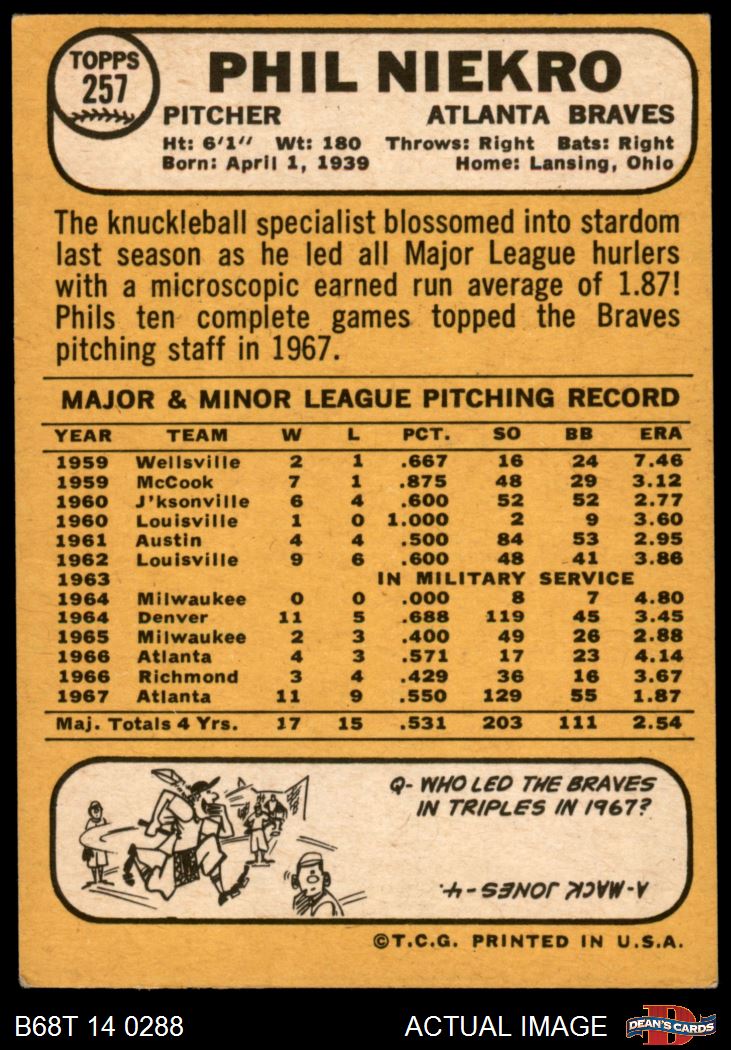 TOPPS
257
PHIL NIEKRO
PITCHER ATLANTA BRAVES
Ht: 6'1" Wt: 180 Throws: Right Bats: Right
Born: April 1, 1939 Home: Lansing, Ohio
The knuckleball specialist blossomed into stardom
last season as he led all Major League hurlers
with a microscopic earned run average of 1.87!
Phils ten complete games topped the Braves
pitching staff in 1967.
MAJOR & MINOR LEAGUE PITCHING RECORD
YEAR TEAM W L PCT. SO BB ERA
1959 Wellsville 2 1 .667 16 24 7.46
1959 McCook 7 1 .875 48 29 3.12
1960 J'ksonville 6 4 .600 52 52 2.77
1960 Louisville 1 0 1.000 2 9 3.60
1961 Austin 4 4 .500 84 53 2.95
1962 Louisville 9 6 .600 48 41 3.86
1963 IN MILITARY SERVICE
1964 Milwaukee 0 0 .000 8 7 4.80
1964 Denver 11 5 .688 119 45 3.45
1965 Milwaukee 2 3 .400 49 26 2.88
1966 Atlanta 4 3 .571 17 23 4.14
1966 Richmond 3 4 .429 36 16 3.67
1967 Atlanta 11 9 .550 129 55 1.87
Maj. Totals 4 Yrs. 17 15 .531 203 111 2.54
Q- WHO LED THE BRAVES
IN TRIPLES IN 1967?
A-MACK JONES-4.
©T.C.G. PRINTED IN U.S.A.
B68T 14 0288 ACTUAL IMAGE
D
DEAN'S CARDS